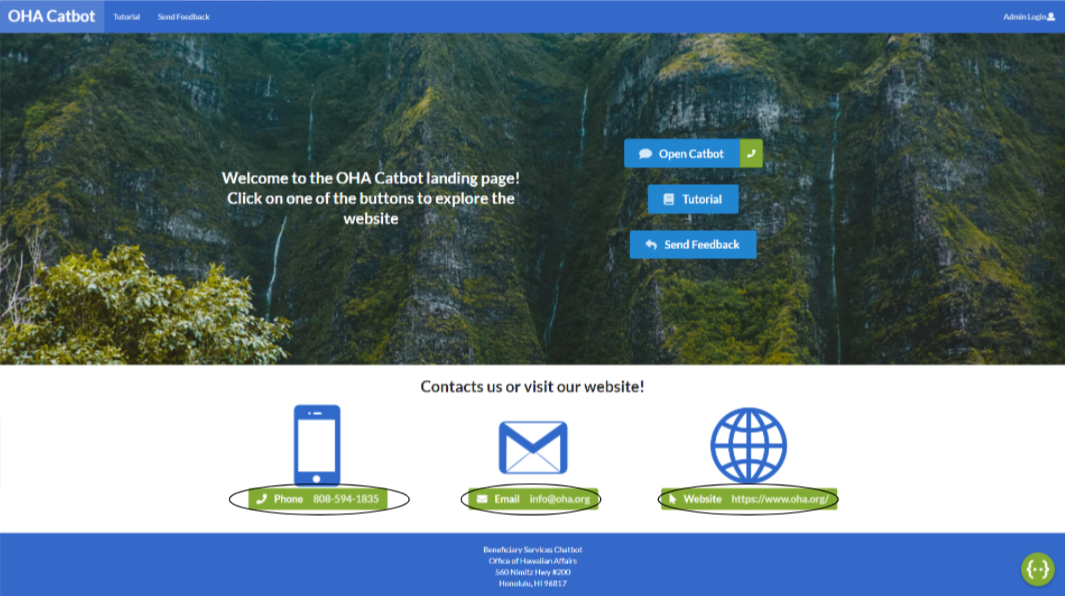 OHA Catbot
Tutorial
Send Feedback
Admin Login
Welcome to the OHA Catbot landing page!
Click on one of the buttons to explore the
website
Open Catbot
Tutorial
Send Feedback
Contacts us or visit our website!
Phone 808-594-1835
Email info@oha.org
Website https://www.oha.org/
Beneficiary Services Chatbot
Office of Hawaiian Affairs
560 Nimitz Hwy #200
Honolulu, HI 96817
{··}